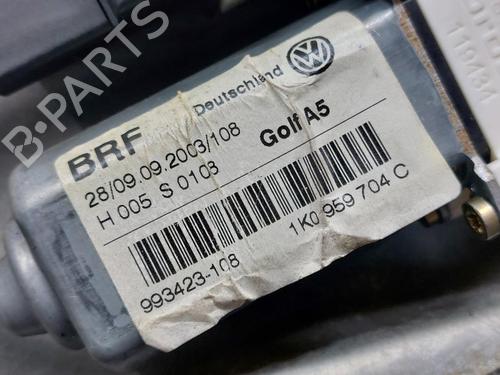 BRF
Deutschland
28/09.09.2003/108
Golf A5
H 005 S 0103
993423-108
1K0 959 704 C
B-PARTS